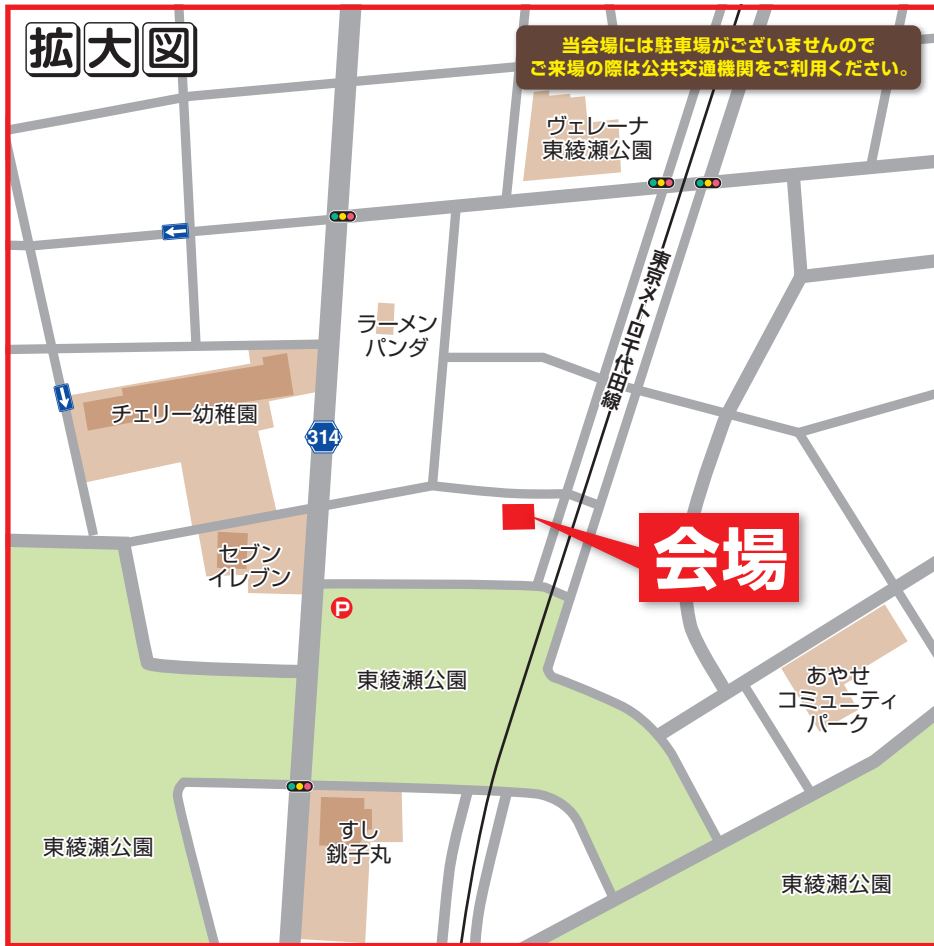 拡大図
当会場には駐車場がございませんので
ご来場の際は公共交通機関をご利用ください。
ヴェレーナ
東綾瀬公園
東京メトロ千代田線
ラーメン
パンダ
チェリー幼稚園
314
セブン
イレブン
会場
P
東綾瀬公園
あやせ
コミュニティ
パーク
すし
銚子丸
東綾瀬公園
東綾瀬公園